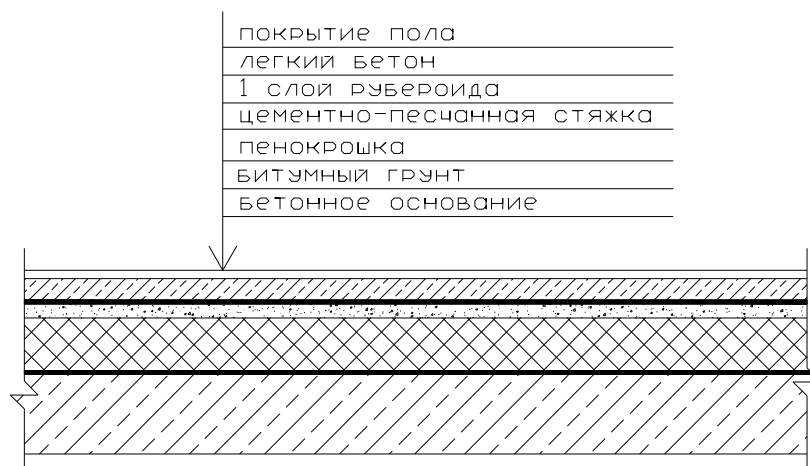 покрытие пола
легкий бетон
1 слой рубероида
цементно-песчанная стяжка
пенокрошка
битумный грунт
бетонное основание